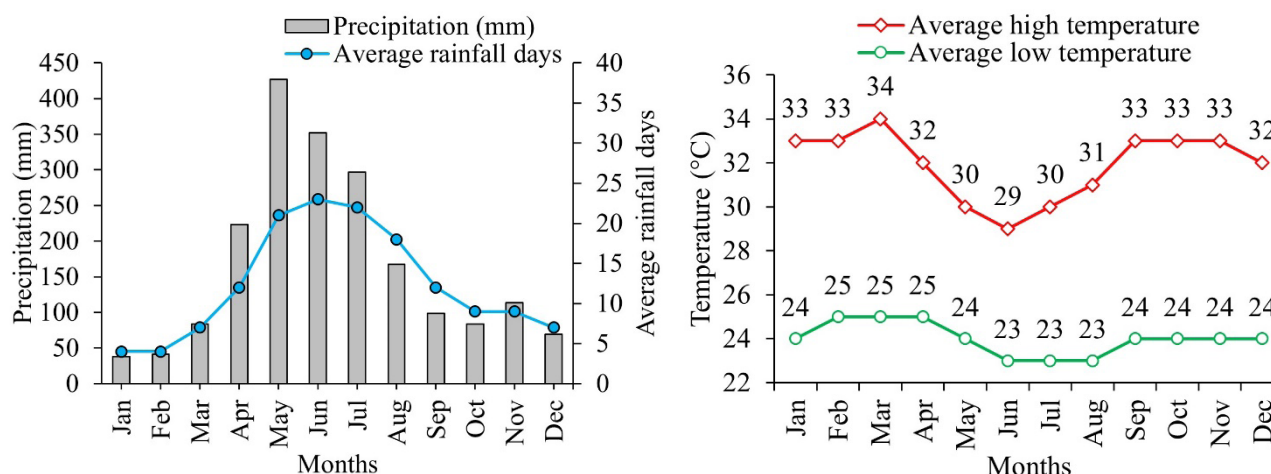 Precipitation (mm)
Average rainfall days
450
400
350
300
250
200
150
100
50
0
Precipitation (mm)
40
35
30
25
20
15
10
5
0
Average rainfall days
Jan
Feb
Mar
Apr
May
Jun
Jul
Aug
Sep
Oct
Nov
Dec
Months
Average high temperature
Average low temperature
36
34
32
30
28
26
24
22
Temperature (°C)
33
33
34
32
30
29
30
31
33
33
33
32
24
25
25
25
24
23
23
23
24
24
24
24
Jan
Feb
Mar
Apr
May
Jun
Jul
Aug
Sep
Oct
Nov
Dec
Months